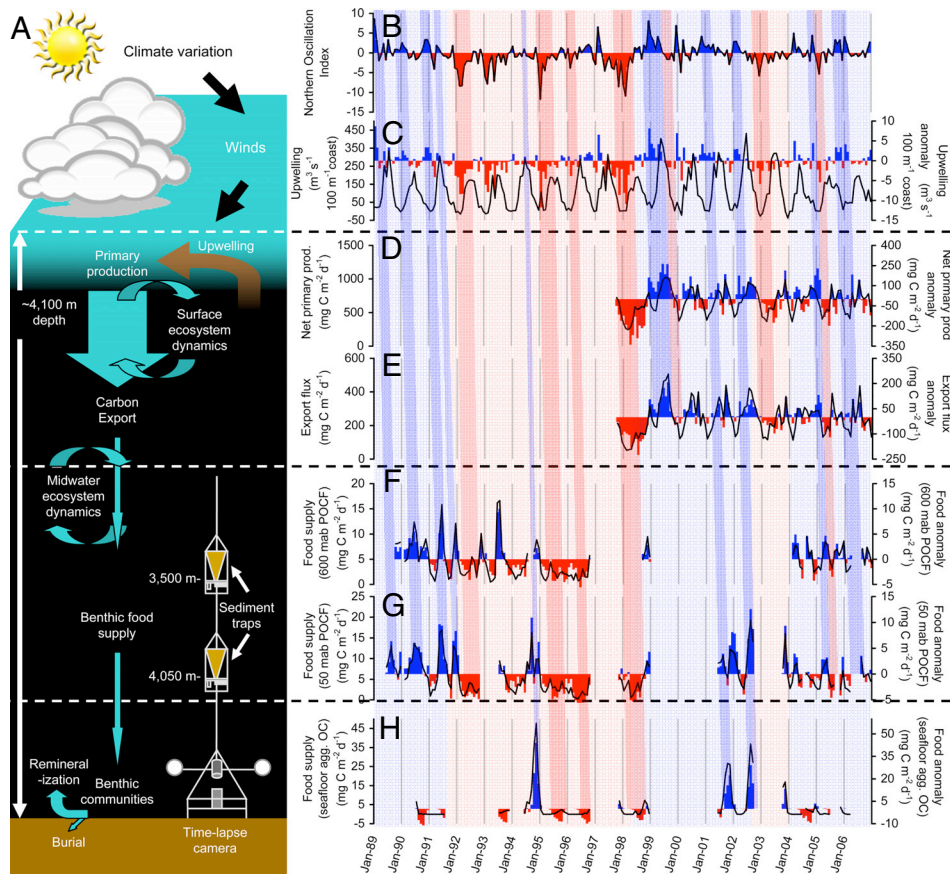 A
Climate variation
Winds
Upwelling
Primary
production
~4,100 m
depth
Surface
ecosystem
dynamics
Carbon
Export
Midwater
ecosystem
dynamics
3,500 m-
Sediment
traps
Benthic food
supply
4,050 m-
Remineral
-ization
Benthic
communities
Burial
Time-lapse
camera
B
Northern Oscillation
Index
10
5
0
-5
-10
-15
C
Upwelling
(m³ s⁻¹
100 m⁻¹ coast)
450
350
250
150
50
-50
10
5
0
-5
-10
-15
Upwelling
anomaly (m³ s⁻¹
100 m⁻¹ coast)
D
Net primary prod.
(mg C m⁻² d⁻¹)
1500
1000
500
0
400
250
100
-50
-200
-350
Net primary prod
anomaly
(mg C m⁻² d⁻¹)
E
Export flux
(mg C m⁻² d⁻¹)
600
400
200
0
350
250
150
50
-50
-150
-250
Export flux
anomaly
(mg C m⁻² d⁻¹)
F
Food supply
(600 mab POCF)
(mg C m⁻² d⁻¹)
20
15
10
5
0
15
10
5
0
-5
Food anomaly
(600 mab POCF)
(mg C m⁻² d⁻¹)
G
Food supply
(50 mab POCF)
(mg C m⁻² d⁻¹)
25
20
15
10
5
0
15
10
5
0
-5
Food anomaly
(50 mab POCF)
(mg C m⁻² d⁻¹)
H
Food supply
(seafloor agg. OC)
(mg C m⁻² d⁻¹)
45
35
25
15
5
-5
50
30
10
-10
Food anomaly
(seafloor agg. OC)
(mg C m⁻² d⁻¹)
Jan-89
Jan-90
Jan-91
Jan-92
Jan-93
Jan-94
Jan-95
Jan-96
Jan-97
Jan-98
Jan-99
Jan-00
Jan-01
Jan-02
Jan-03
Jan-04
Jan-05
Jan-06